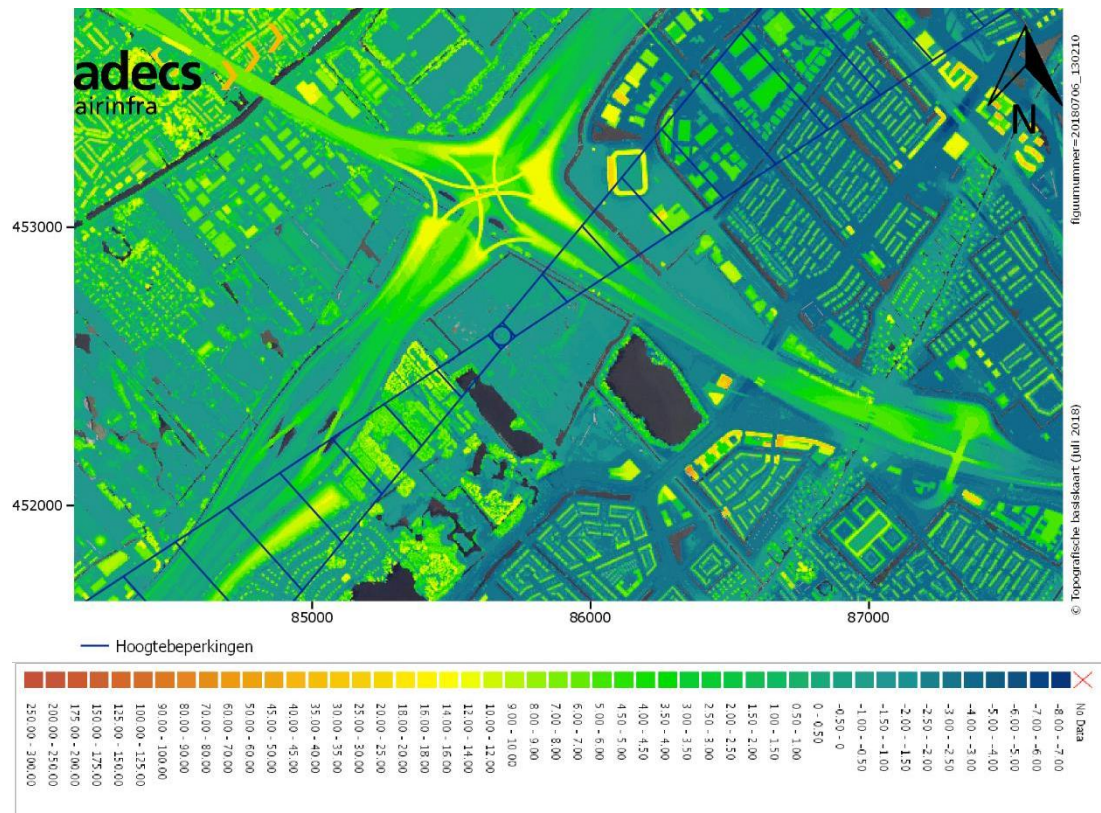 adecs
airinfra
N
figuurnummer=20180706_130210
© Topografische basiskaart (juli 2018)
453000
452000
85000 86000 87000
Hoogtebeperkingen
250.00 - 300.00
200.00 - 250.00
175.00 - 200.00
150.00 - 175.00
125.00 - 150.00
100.00 - 125.00
90.00 - 100.00
80.00 - 90.00
70.00 - 80.00
60.00 - 70.00
50.00 - 60.00
45.00 - 50.00
40.00 - 45.00
35.00 - 40.00
30.00 - 35.00
25.00 - 30.00
20.00 - 25.00
18.00 - 20.00
16.00 - 18.00
14.00 - 16.00
12.00 - 14.00
10.00 - 12.00
9.00 - 10.00
8.00 - 9.00
7.00 - 8.00
6.00 - 7.00
5.00 - 6.00
4.50 - 5.00
4.00 - 4.50
3.50 - 4.00
3.00 - 3.50
2.50 - 3.00
2.00 - 2.50
1.50 - 2.00
1.00 - 1.50
0.50 - 1.00
0 - 0.50
-0.50 - 0
-1.00 - -0.50
-1.50 - -1.00
-2.00 - -1.50
-2.50 - -2.00
-3.00 - -2.50
-4.00 - -3.00
-5.00 - -4.00
-6.00 - -5.00
-7.00 - -6.00
-8.00 - -7.00
No Data